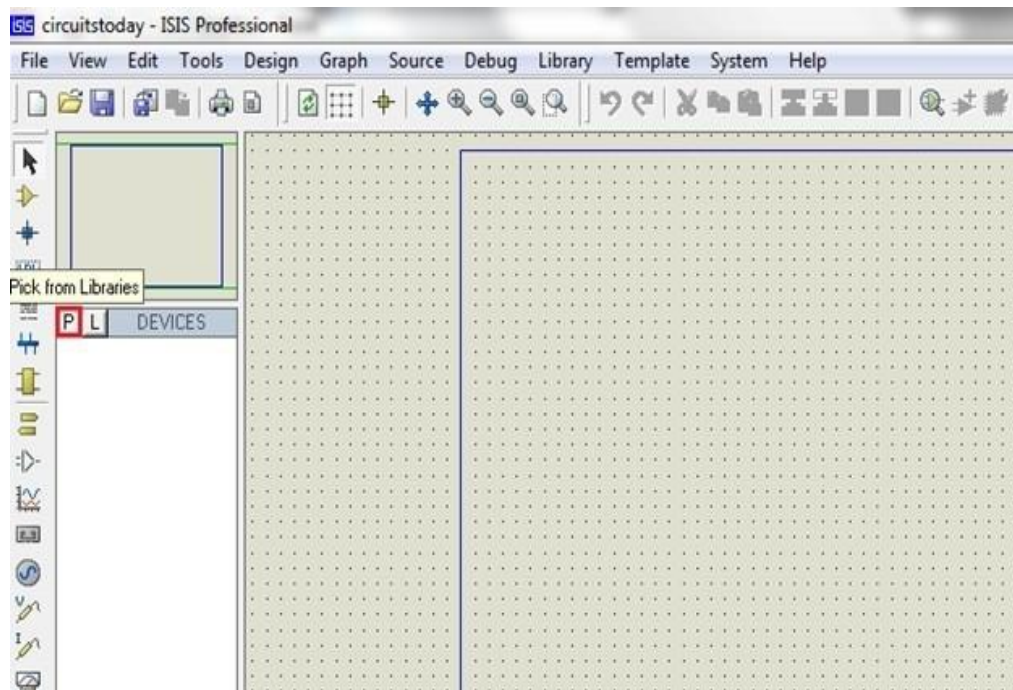 ISIS circuitstoday - ISIS Professional
File View Edit Tools Design Graph Source Debug Library Template System Help
Pick from Libraries
P L DEVICES